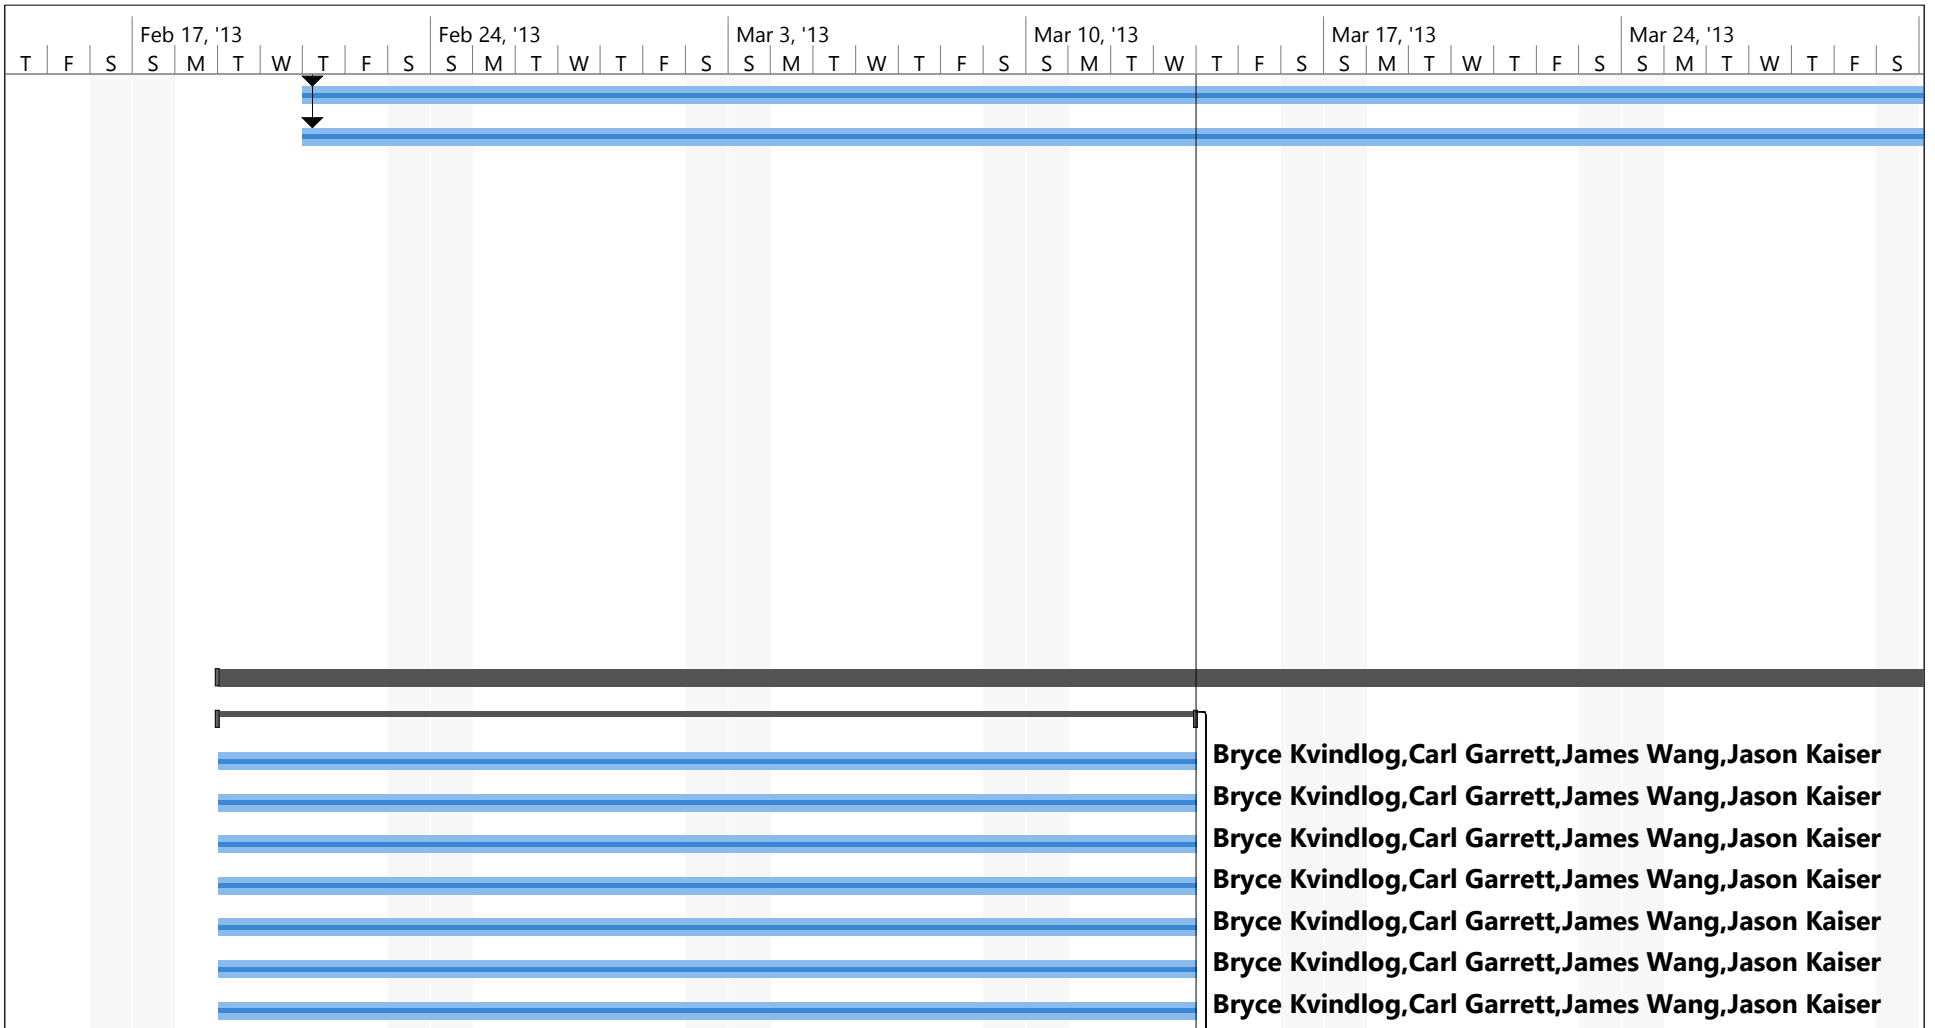 Feb 17, '13 Feb 24, '13 Mar 3, '13 Mar 10, '13 Mar 17, '13 Mar 24, '13
T F S S M T W T F S S M T W T F S S M T W T F S S M T W T F S S M T W T F S S M T W T F S
Bryce Kvindlog,Carl Garrett,James Wang,Jason Kaiser
Bryce Kvindlog,Carl Garrett,James Wang,Jason Kaiser
Bryce Kvindlog,Carl Garrett,James Wang,Jason Kaiser
Bryce Kvindlog,Carl Garrett,James Wang,Jason Kaiser
Bryce Kvindlog,Carl Garrett,James Wang,Jason Kaiser
Bryce Kvindlog,Carl Garrett,James Wang,Jason Kaiser
Bryce Kvindlog,Carl Garrett,James Wang,Jason Kaiser